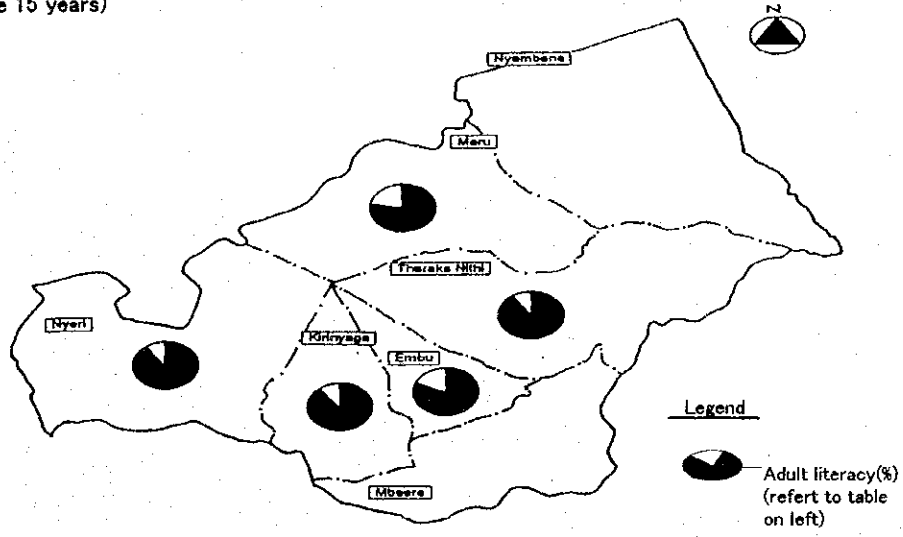 e 15 years)
N
Nyambene
Meru
Tharaka Nithi
Nyeri
Kirinyaga
Embu
Mbeere
Legend
Adult literacy(%)
(refert to table
on left)